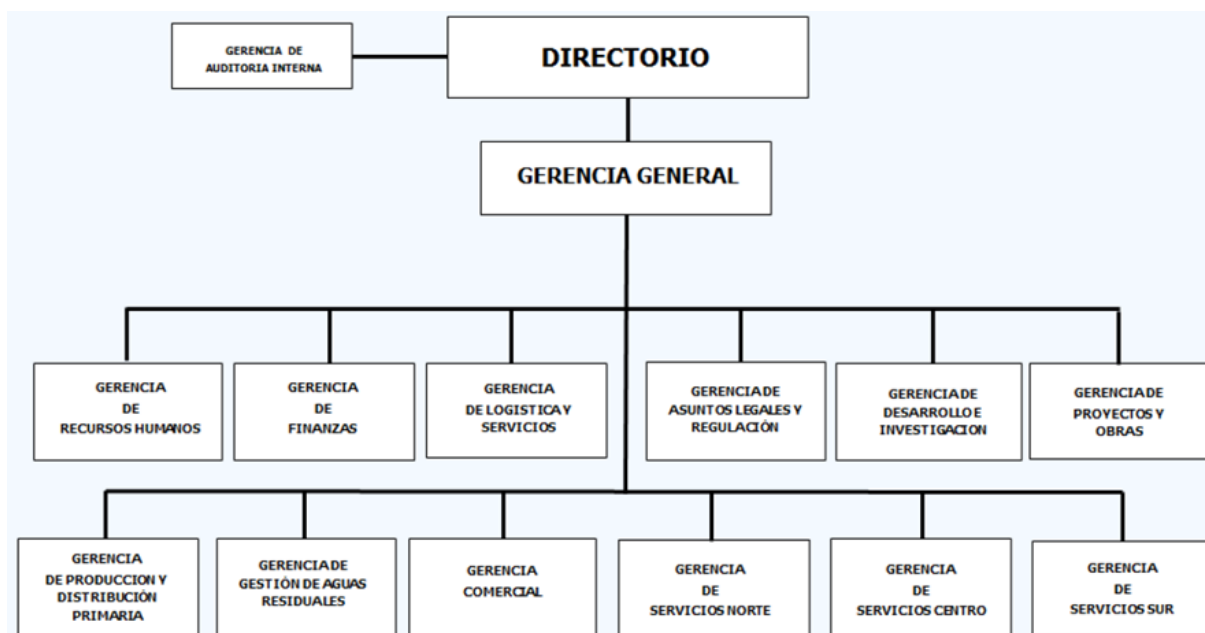 GERENCIA DE
AUDITORIA INTERNA
DIRECTORIO
GERENCIA GENERAL
GERENCIA
DE
RECURSOS HUMANOS
GERENCIA
DE
FINANZAS
GERENCIA
DE LOGISTICA Y
SERVICIOS
GERENCIA DE
ASUNTOS LEGALES Y
REGULACIÓN
GERENCIA DE
DESARROLLO E
INVESTIGACION
GERENCIA DE
PROYECTOS Y
OBRAS
GERENCIA
DE PRODUCCION Y
DISTRIBUCIÓN
PRIMARIA
GERENCIA DE
GESTIÓN DE AGUAS
RESIDUALES
GERENCIA
COMERCIAL
GERENCIA
DE
SERVICIOS NORTE
GERENCIA
DE
SERVICIOS CENTRO
GERENCIA
DE
SERVICIOS SUR